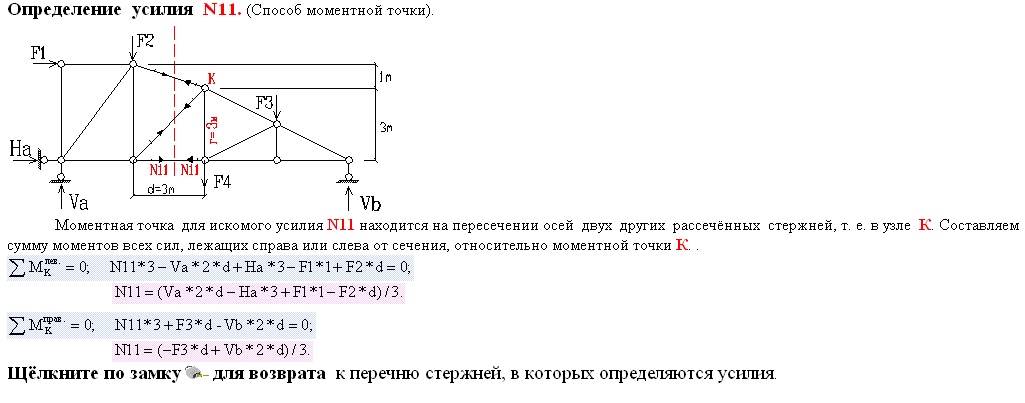 Определение усилия N11. (Способ моментной точки).
F2
F1
K
1м
F3
r=3м
3м
На
N11 N11
F4
d=3м
Va
Vb
Моментная точка для искомого усилия N11 находится на пересечении осей двух других рассечённых стержней, т. е. в узле К. Составляем
сумму моментов всех сил, лежащих справа или слева от сечения, относительно моментной точки К. .
∑ M_K^лев. = 0; N11*3 – Va * 2 * d + Ha * 3 – F1*1 + F2 * d = 0;
N11 = (Va * 2 * d – Ha * 3 + F1*1 – F2 * d) / 3.
∑ M_K^прав. = 0; N11*3 + F3 * d - Vb * 2 * d = 0;
N11 = (–F3 * d + Vb * 2 * d) / 3.
Щёлкните по замку для возврата к перечню стержней, в которых определяются усилия.